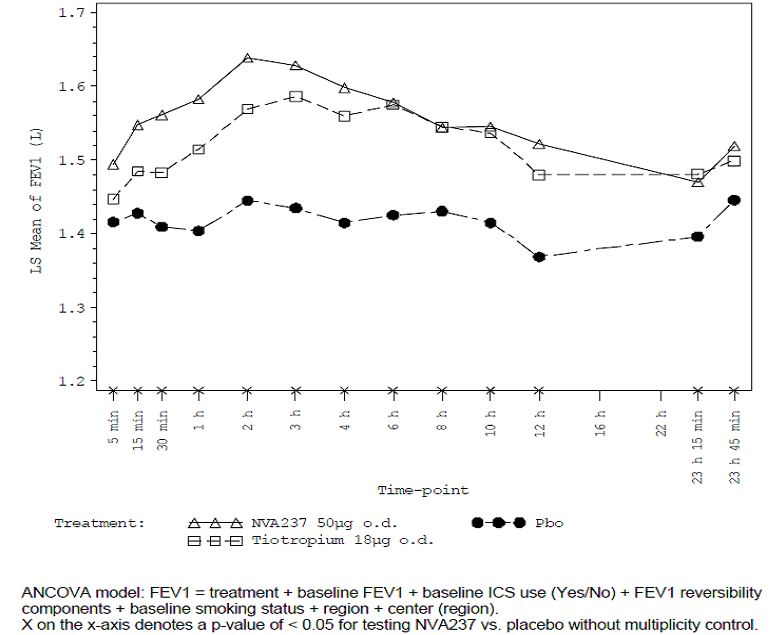 1.7
1.6
1.5
1.4
1.3
1.2
LS Mean of FEV1 (L)
5 min
15 min
30 min
1 h
2 h
3 h
4 h
6 h
8 h
10 h
12 h
16 h
22 h
23 h 15 min
23 h 45 min
Time-point
Treatment: NVA237 50µg o.d. Pbo
Tiotropium 18µg o.d.
ANCOVA model: FEV1 = treatment + baseline FEV1 + baseline ICS use (Yes/No) + FEV1 reversibility
components + baseline smoking status + region + center (region).
X on the x-axis denotes a p-value of < 0.05 for testing NVA237 vs. placebo without multiplicity control.